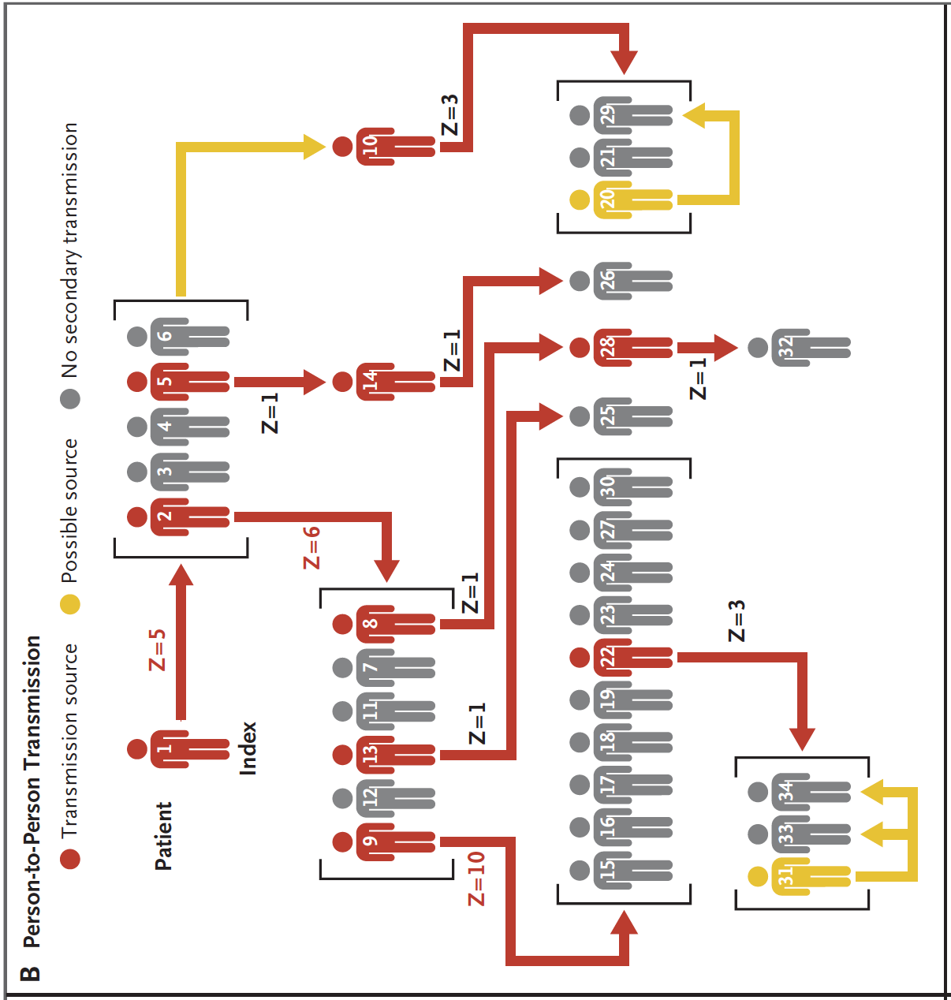 B Person-to-Person Transmission
Transmission source Possible source No secondary transmission
Patient 1 Z=5 2 3 4 5 6
Index Z=1
Z=6
9 12 13 11 7 8 14 10
Z=10 Z=1 Z=1 Z=1 Z=3
15 16 17 18 19 22 23 24 27 30 25 28 26 20 21 29
Z=3 Z=1
31 33 34 32